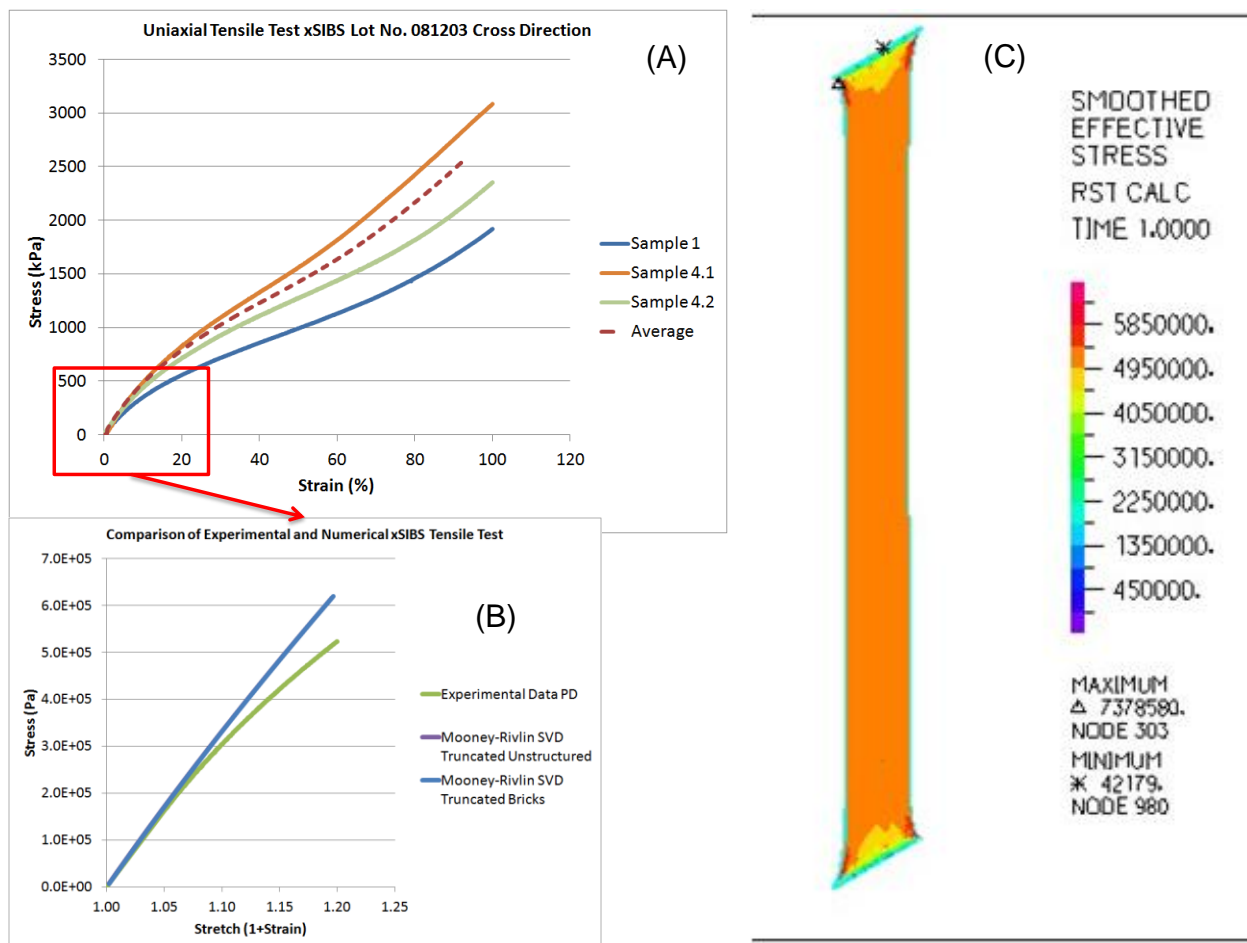 Uniaxial Tensile Test xSIBS Lot No. 081203 Cross Direction
(A)
Stress (kPa)
3500
3000
2500
2000
1500
1000
500
0
0 20 40 60 80 100 120
Strain (%)
Sample 1
Sample 4.1
Sample 4.2
Average
Comparison of Experimental and Numerical xSIBS Tensile Test
(B)
Stress (Pa)
7.0E+05
6.0E+05
5.0E+05
4.0E+05
3.0E+05
2.0E+05
1.0E+05
0.0E+00
1.00 1.05 1.10 1.15 1.20 1.25
Stretch (1+Strain)
Experimental Data PD
Mooney-Rivlin SVD
Truncated Unstructured
Mooney-Rivlin SVD
Truncated Bricks
(C)
SMOOTHED
EFFECTIVE
STRESS
RST CALC
TIME 1.0000
5850000.
4950000.
4050000.
3150000.
2250000.
1350000.
450000.
MAXIMUM
Δ 7378580.
NODE 303
MINIMUM
* 42179.
NODE 980